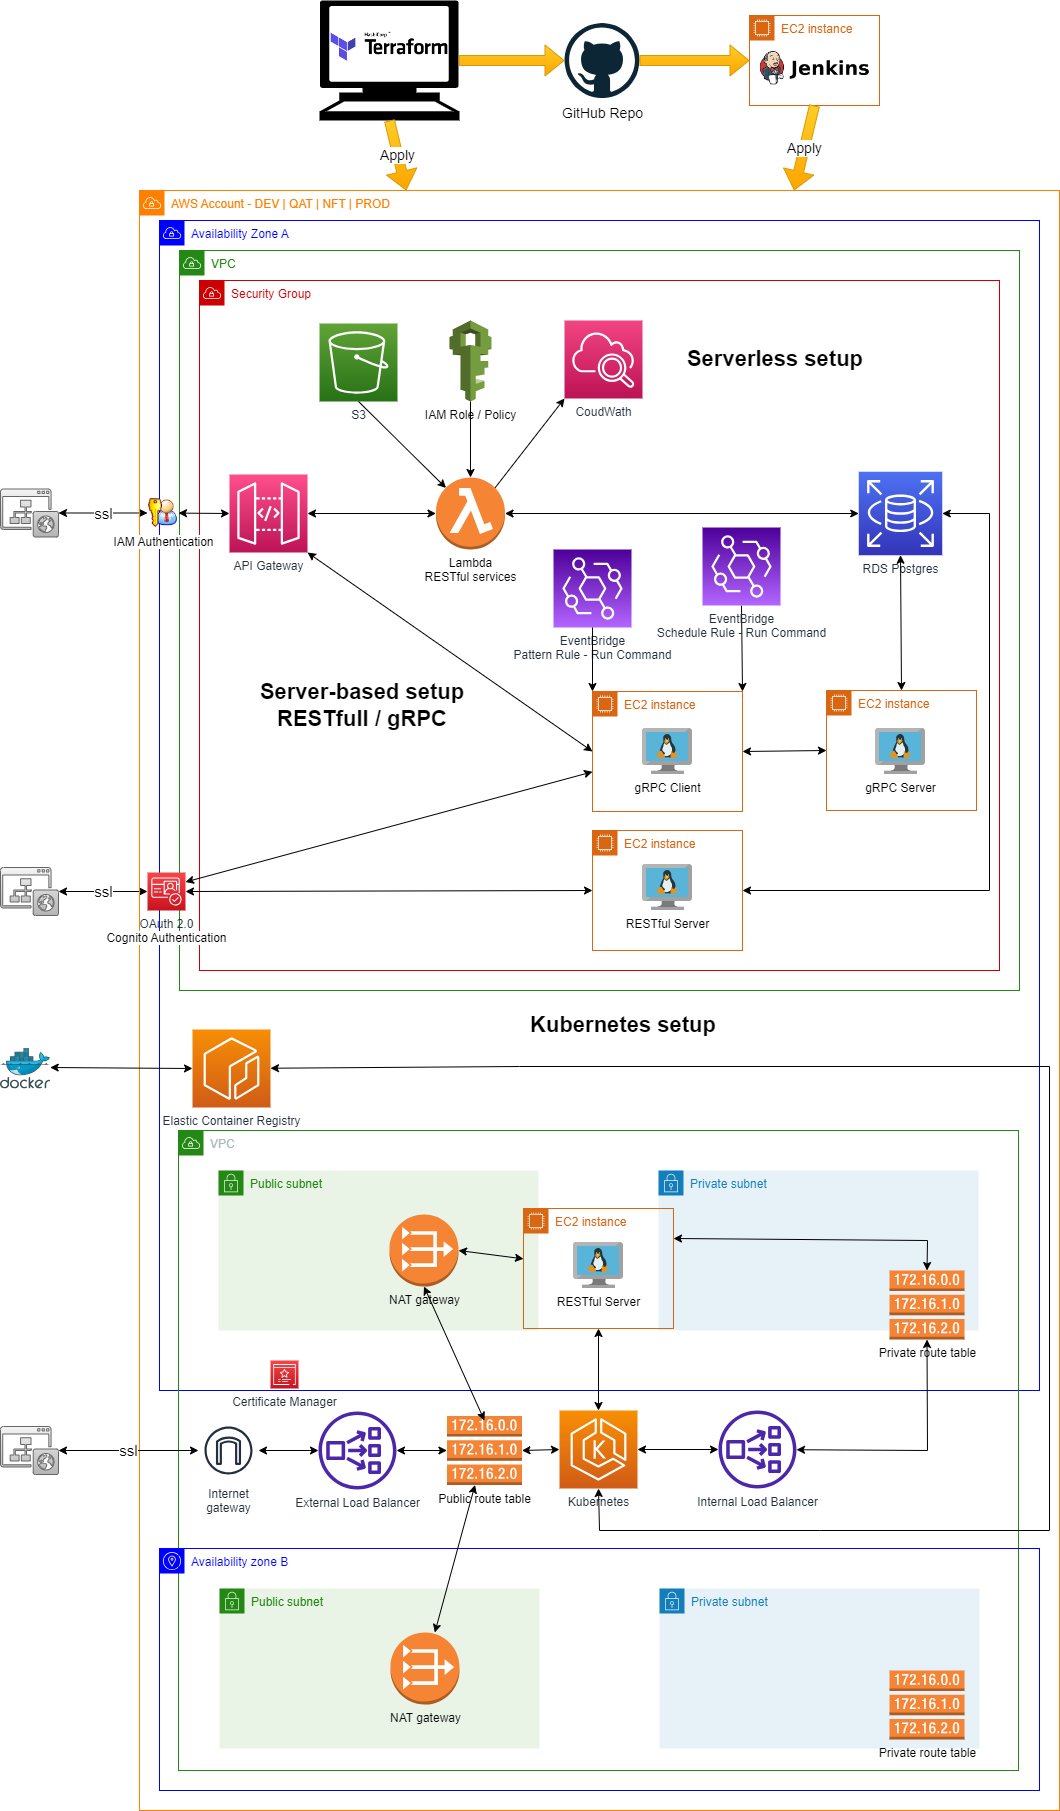 HashiCorp
Terraform
GitHub Repo
EC2 instance
Jenkins
Apply
Apply
AWS Account - DEV | QAT | NFT | PROD
Availability Zone A
VPC
Security Group
S3
IAM Role / Policy
CoudWath
Serverless setup
ssl
IAM Authentication
API Gateway
Lambda
RESTful services
RDS Postgres
EventBridge
Pattern Rule - Run Command
EventBridge
Schedule Rule - Run Command
Server-based setup
RESTfull / gRPC
EC2 instance
gRPC Client
EC2 instance
gRPC Server
EC2 instance
RESTful Server
ssl
OAuth 2.0
Cognito Authentication
Kubernetes setup
docker
Elastic Container Registry
VPC
Public subnet
Private subnet
EC2 instance
RESTful Server
NAT gateway
172.16.0.0
172.16.1.0
172.16.2.0
Private route table
Certificate Manager
ssl
Internet
gateway
External Load Balancer
172.16.0.0
172.16.1.0
172.16.2.0
Public route table
K
Kubernetes
Internal Load Balancer
Availability zone B
Public subnet
Private subnet
NAT gateway
172.16.0.0
172.16.1.0
172.16.2.0
Private route table